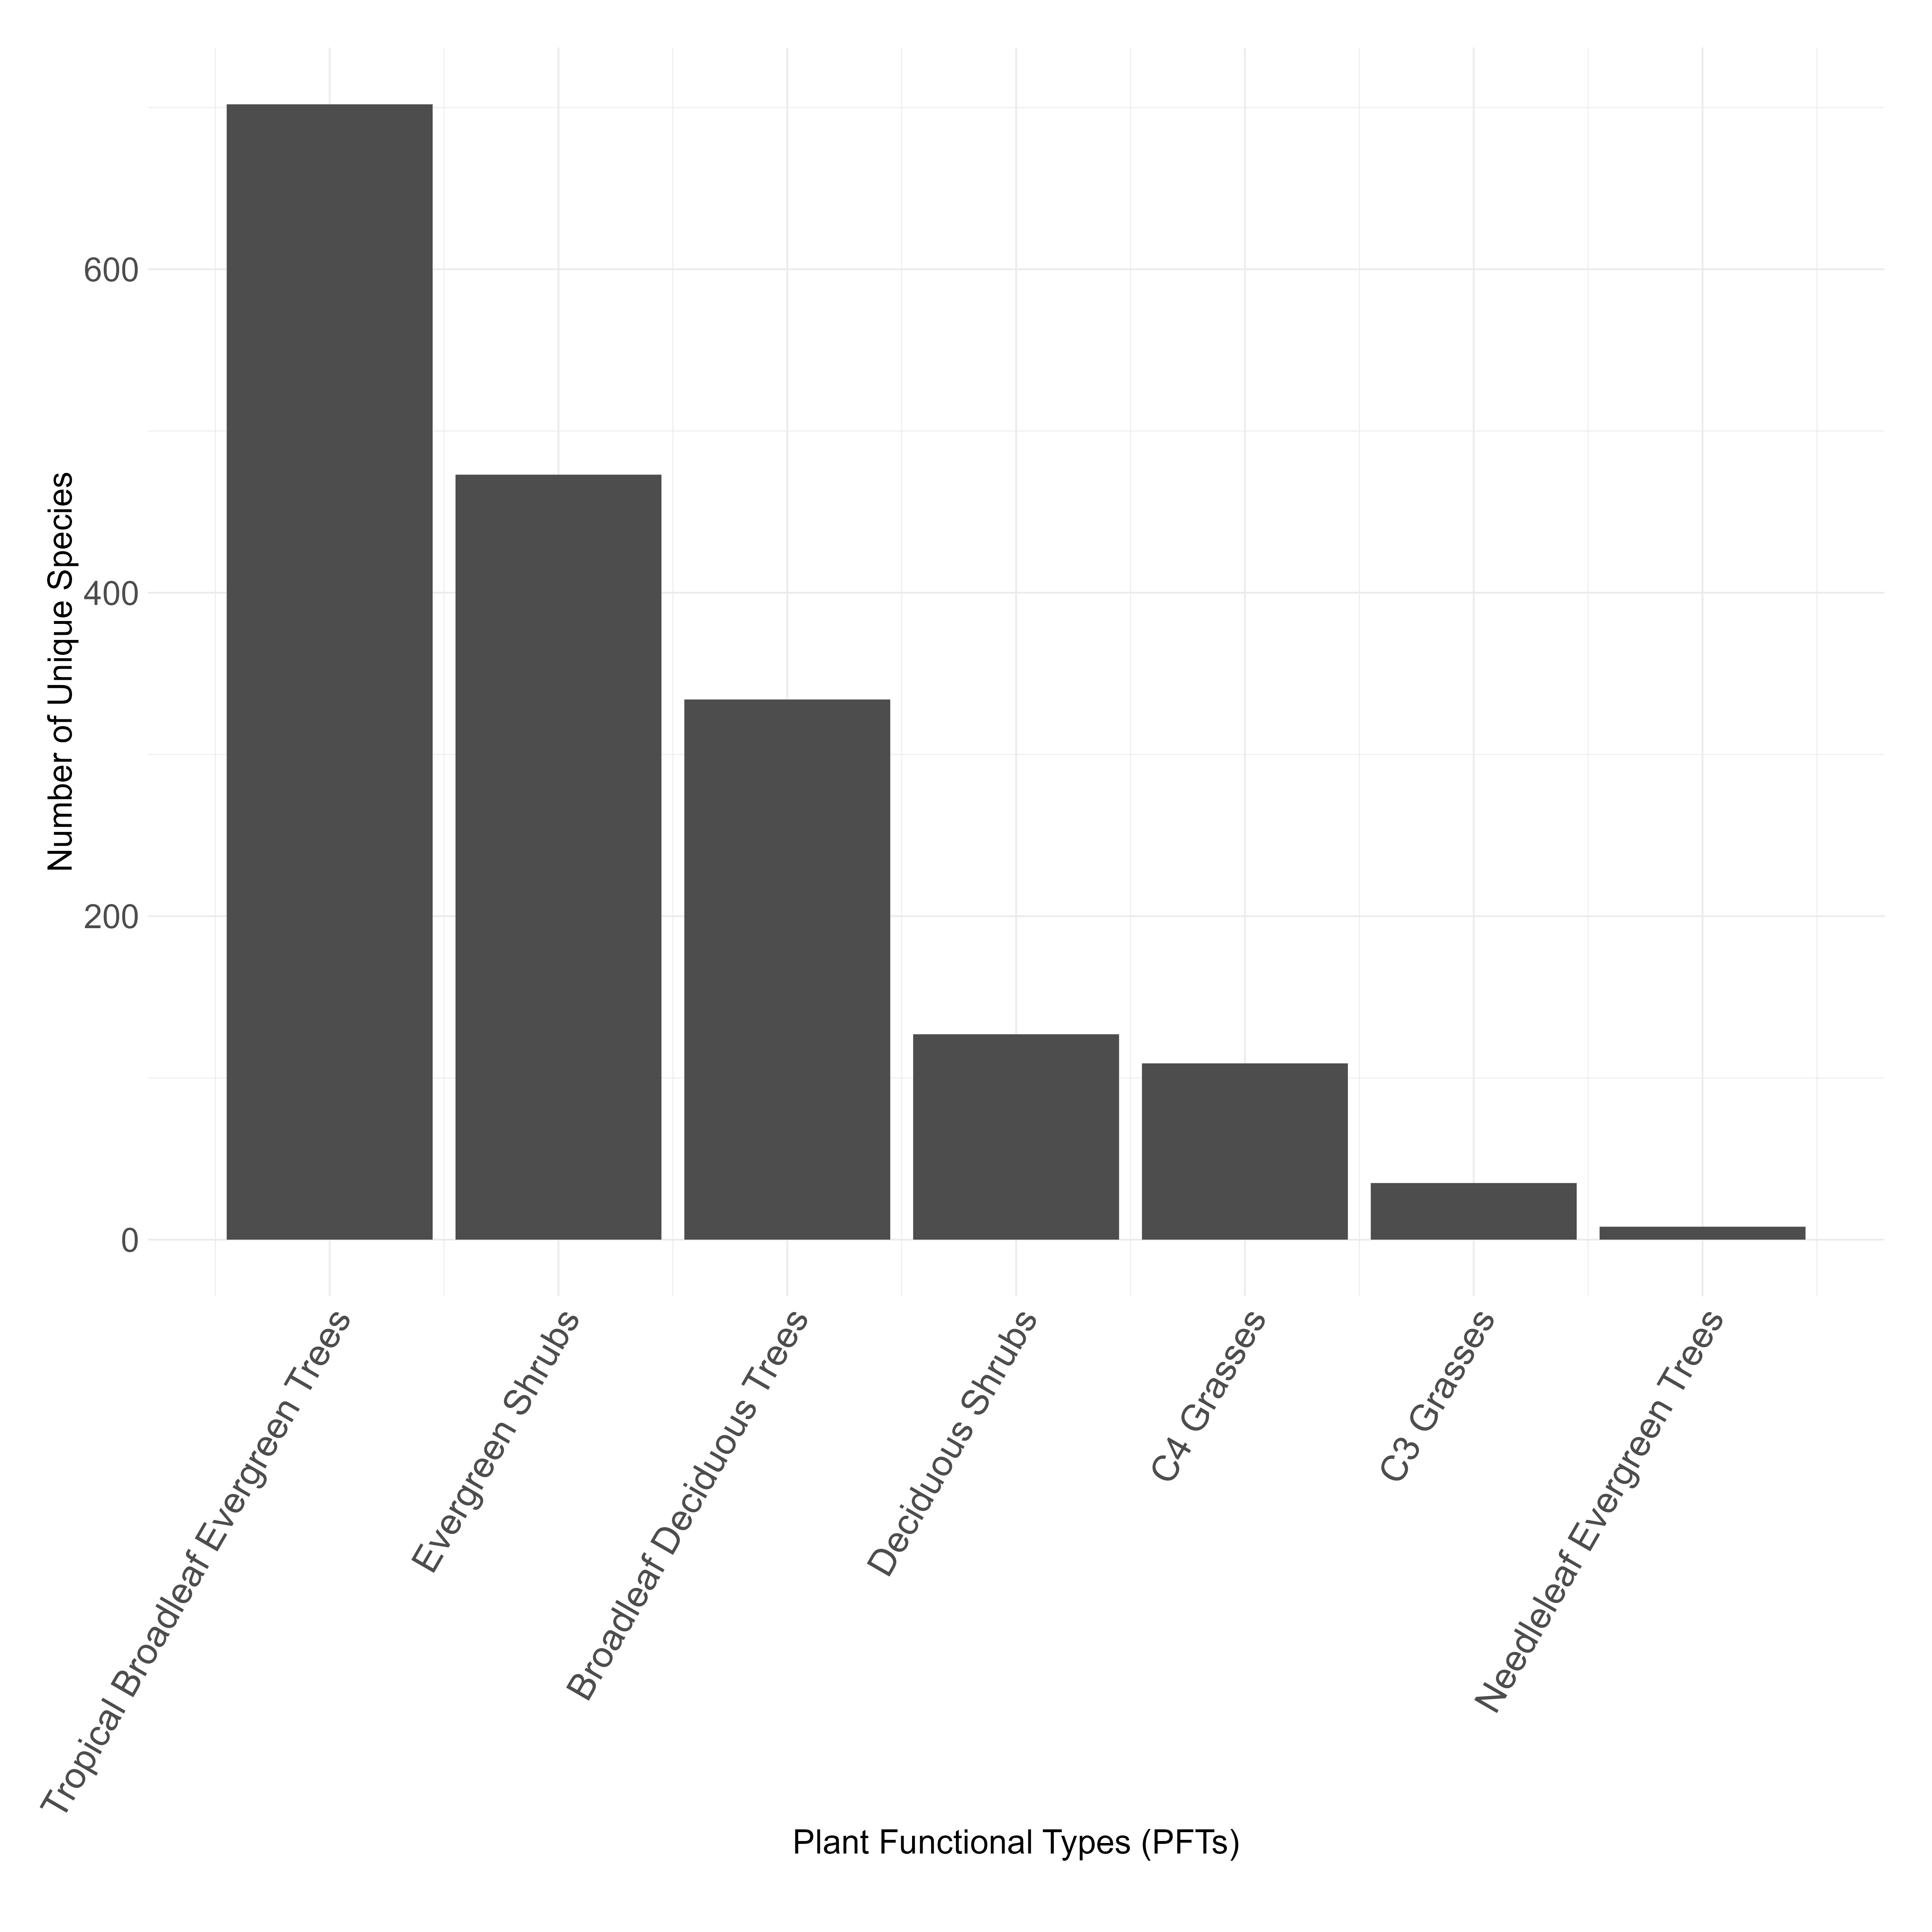 Number of Unique Species
600
400
200
0
Tropical Broadleaf Evergreen Trees
Evergreen Shrubs
Broadleaf Deciduous Trees
Deciduous Shrubs
C4 Grasses
C3 Grasses
Needleleaf Evergreen Trees
Plant Functional Types (PFTs)